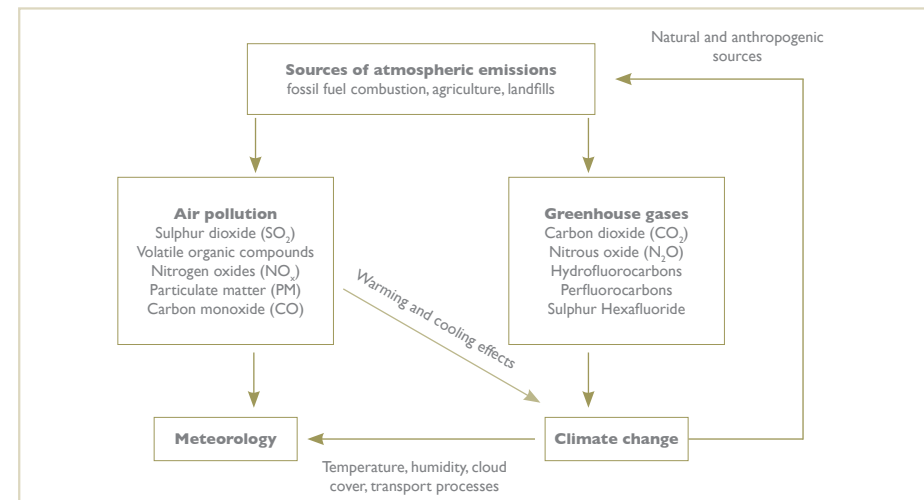 Natural and anthropogenic
sources
Sources of atmospheric emissions
fossil fuel combustion, agriculture, landfills
Air pollution
Sulphur dioxide (SO₂)
Volatile organic compounds
Nitrogen oxides (NOₓ)
Particulate matter (PM)
Carbon monoxide (CO)
Greenhouse gases
Carbon dioxide (CO₂)
Nitrous oxide (N₂O)
Hydrofluorocarbons
Perfluorocarbons
Sulphur Hexafluoride
Warming and cooling effects
Meteorology
Climate change
Temperature, humidity, cloud
cover, transport processes